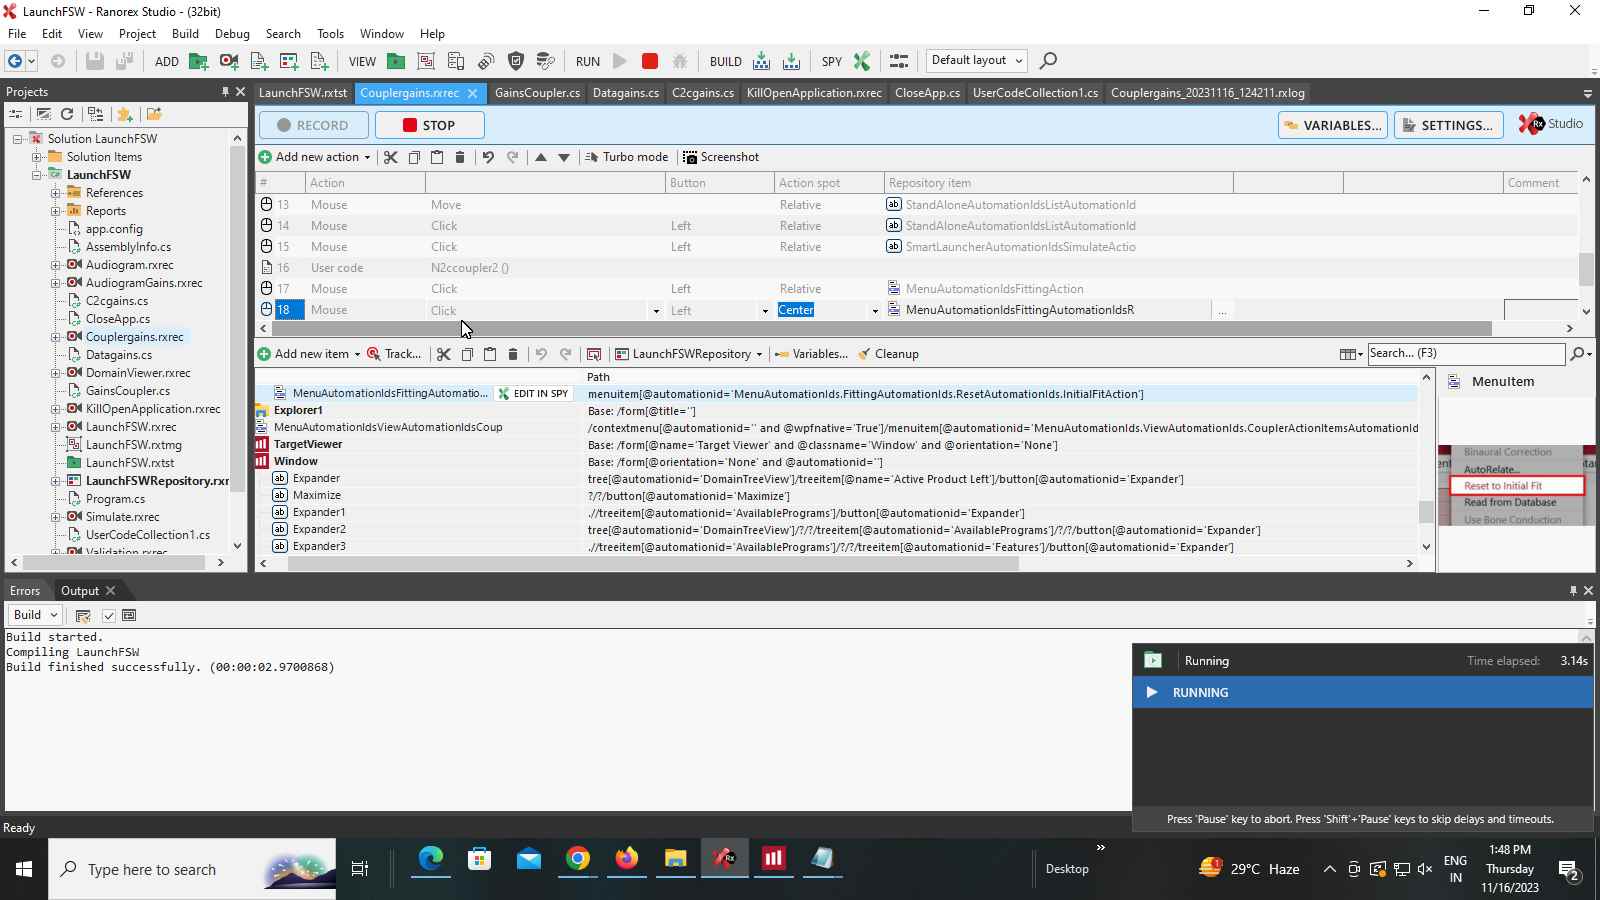 LaunchFSW - Ranorex Studio - (32bit)
File Edit View Project Build Debug Search Tools Window Help
ADD VIEW RUN BUILD SPY Default layout
Projects
LaunchFSW.rxtst Couplergains.rxrec GainsCoupler.cs Datagains.cs C2cgains.cs KillOpenApplication.rxrec CloseApp.cs UserCodeCollection1.cs Couplergains_20231116_124211.rxlog
RECORD STOP VARIABLES... SETTINGS... Rx Studio
Solution LaunchFSW
Solution Items
LaunchFSW
References
Reports
app.config
AssemblyInfo.cs
Audiogram.rxrec
AudiogramGains.rxrec
C2cgains.cs
CloseApp.cs
Couplergains.rxrec
Datagains.cs
DomainViewer.rxrec
GainsCoupler.cs
KillOpenApplication.rxrec
LaunchFSW.rxrec
LaunchFSW.rxtmg
LaunchFSW.rxtst
LaunchFSWRepository.rxr
Program.cs
Simulate.rxrec
UserCodeCollection1.cs
Validation.rxrec
Add new action Turbo mode Screenshot
# Action Button Action spot Repository item Comment
13 Mouse Move Relative StandAloneAutomationIdsListAutomationId
14 Mouse Click Left Relative StandAloneAutomationIdsListAutomationId
15 Mouse Click Left Relative SmartLauncherAutomationIdsSimulateActio
16 User code N2ccoupler2 ()
17 Mouse Click Left Relative MenuAutomationIdsFittingAction
18 Mouse Click Left Center MenuAutomationIdsFittingAutomationIdsR ...
Add new item Track... LaunchFSWRepository Variables... Cleanup Search... (F3)
Path
MenuAutomationIdsFittingAutomatio... EDIT IN SPY menuitem[@automationid='MenuAutomationIds.FittingAutomationIds.ResetAutomationIds.InitialFitAction']
Explorer1 Base: /form[@title='']
MenuAutomationIdsViewAutomationIdsCoup /contextmenu[@automationid='' and @wpfnative='True']/menuitem[@automationid='MenuAutomationIds.ViewAutomationIds.CouplerActionItemsAutomationId
TargetViewer Base: /form[@name='Target Viewer' and @classname='Window' and @orientation='None']
Window Base: /form[@orientation='None' and @automationid='']
Expander tree[@automationid='DomainTreeView']/treeitem[@name='Active Product Left']/button[@automationid='Expander']
Maximize ?/?/button[@automationid='Maximize']
Expander1 .//treeitem[@automationid='AvailablePrograms']/button[@automationid='Expander']
Expander2 tree[@automationid='DomainTreeView']/?/?/treeitem[@automationid='AvailablePrograms']/?/?/button[@automationid='Expander']
Expander3 .//treeitem[@automationid='AvailablePrograms']/?/?/treeitem[@automationid='Features']/button[@automationid='Expander']
MenuItem
Binaural Correction
AutoRelate...
Reset to Initial Fit
Read from Database
Use Bone Conduction
Errors Output
Build
Build started.
Compiling LaunchFSW
Build finished successfully. (00:00:02.9700868)
Running Time elapsed: 3.14s
RUNNING
Press 'Pause' key to abort. Press 'Shift'+'Pause' keys to skip delays and timeouts.
Ready
Type here to search
Desktop
29°C Haze
ENG
IN
1:48 PM
Thursday
11/16/2023
2